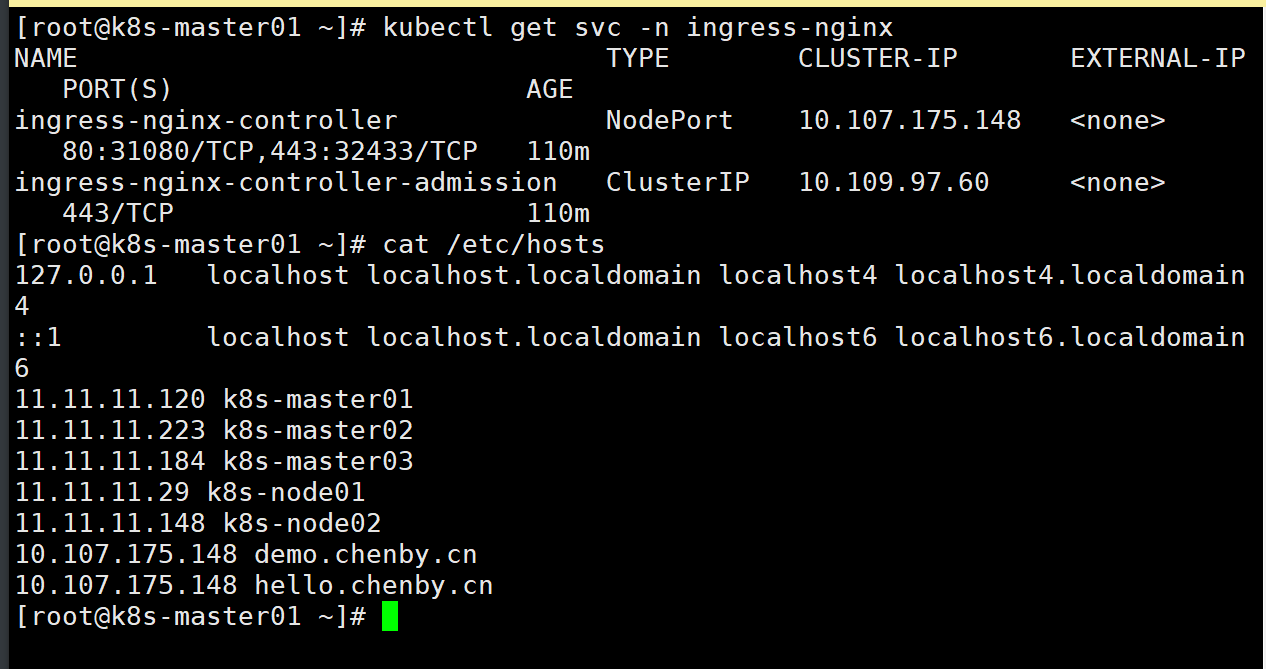 [root@k8s-master01 ~]# kubectl get svc -n ingress-nginx
NAME                                 TYPE        CLUSTER-IP       EXTERNAL-IP
   PORT(S)                      AGE
ingress-nginx-controller             NodePort    10.107.175.148   <none>
   80:31080/TCP,443:32433/TCP   110m
ingress-nginx-controller-admission   ClusterIP   10.109.97.60     <none>
   443/TCP                      110m
[root@k8s-master01 ~]# cat /etc/hosts
127.0.0.1   localhost localhost.localdomain localhost4 localhost4.localdomain
4
::1         localhost localhost.localdomain localhost6 localhost6.localdomain
6
11.11.11.120 k8s-master01
11.11.11.223 k8s-master02
11.11.11.184 k8s-master03
11.11.11.29 k8s-node01
11.11.11.148 k8s-node02
10.107.175.148 demo.chenby.cn
10.107.175.148 hello.chenby.cn
[root@k8s-master01 ~]#